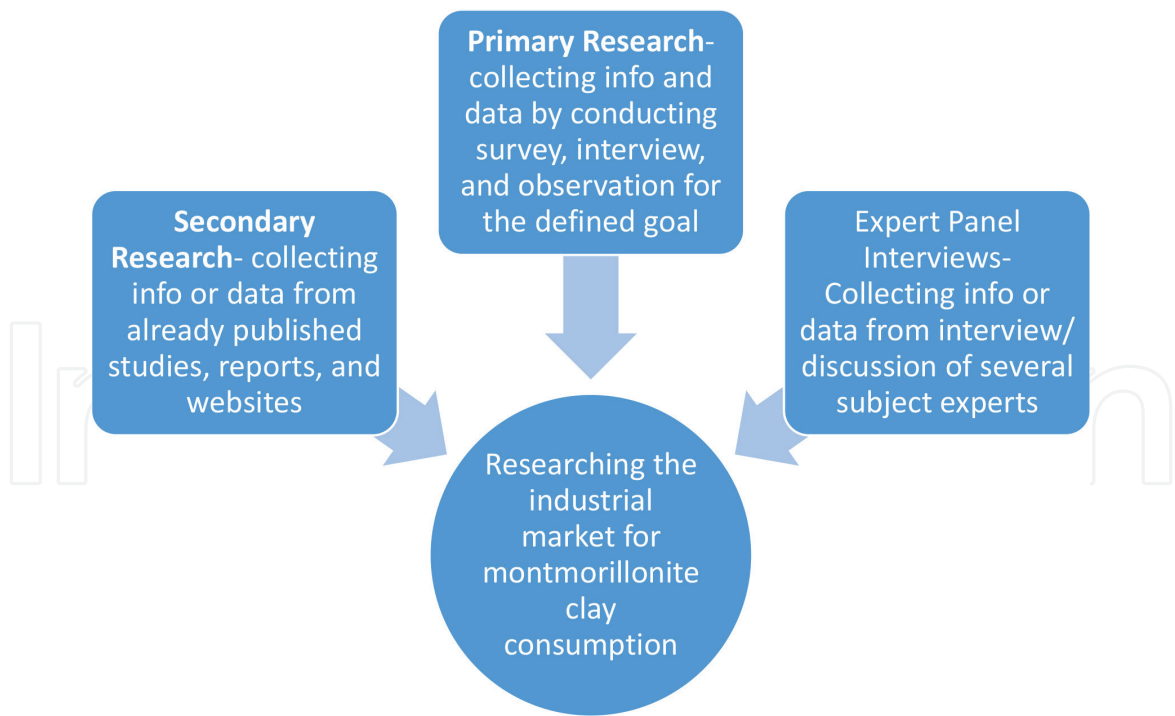 Primary Research-
collecting info and
data by conducting
survey, interview,
and observation for
the defined goal
Secondary
Research- collecting
info or data from
already published
studies, reports, and
websites
Expert Panel
Interviews-
Collecting info or
data from interview/
discussion of several
subject experts
Researching the
industrial
market for
montmorillonite
clay
consumption